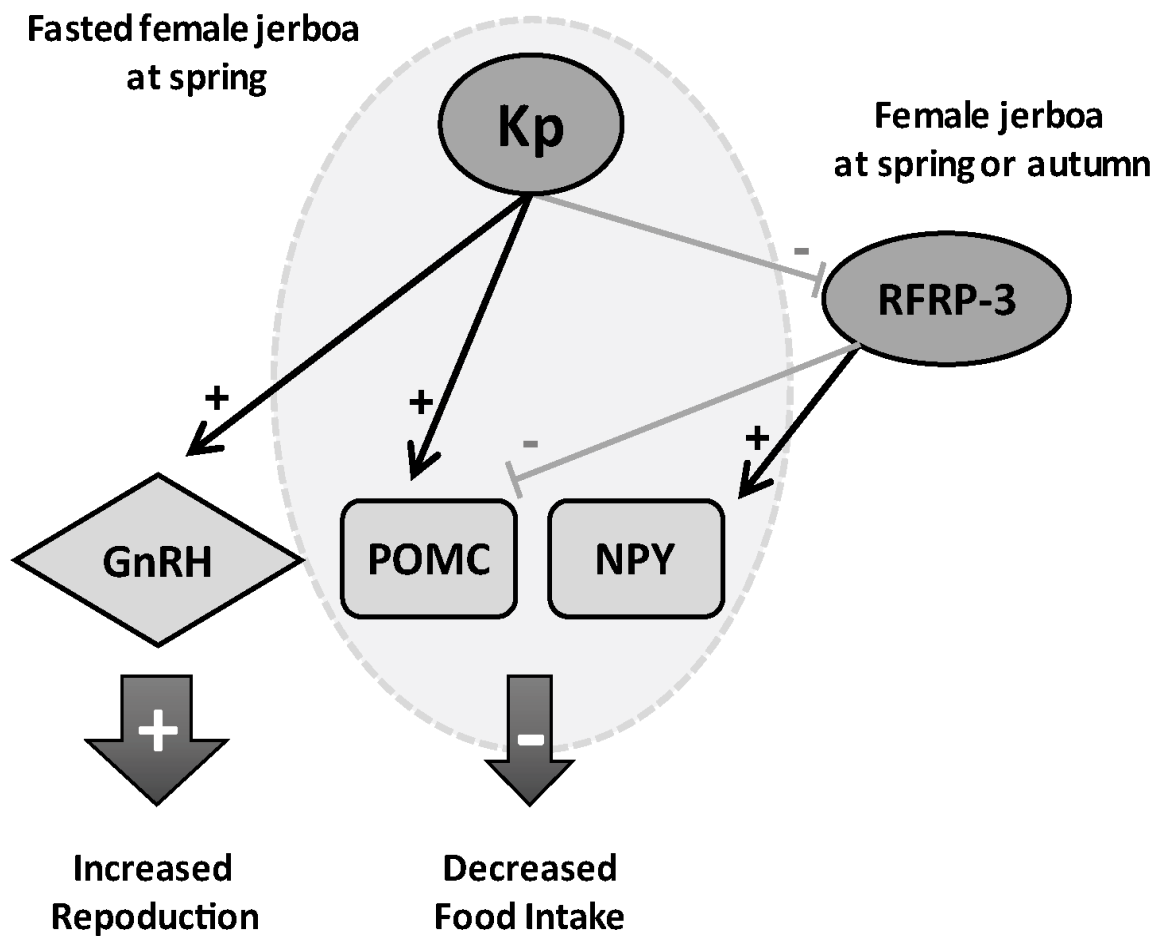 Fasted female jerboa
at spring
Kp
Female jerboa
at spring or autumn
-
RFRP-3
+
+
-
+
GnRH
POMC
NPY
+
-
Increased
Repoduction
Decreased
Food Intake